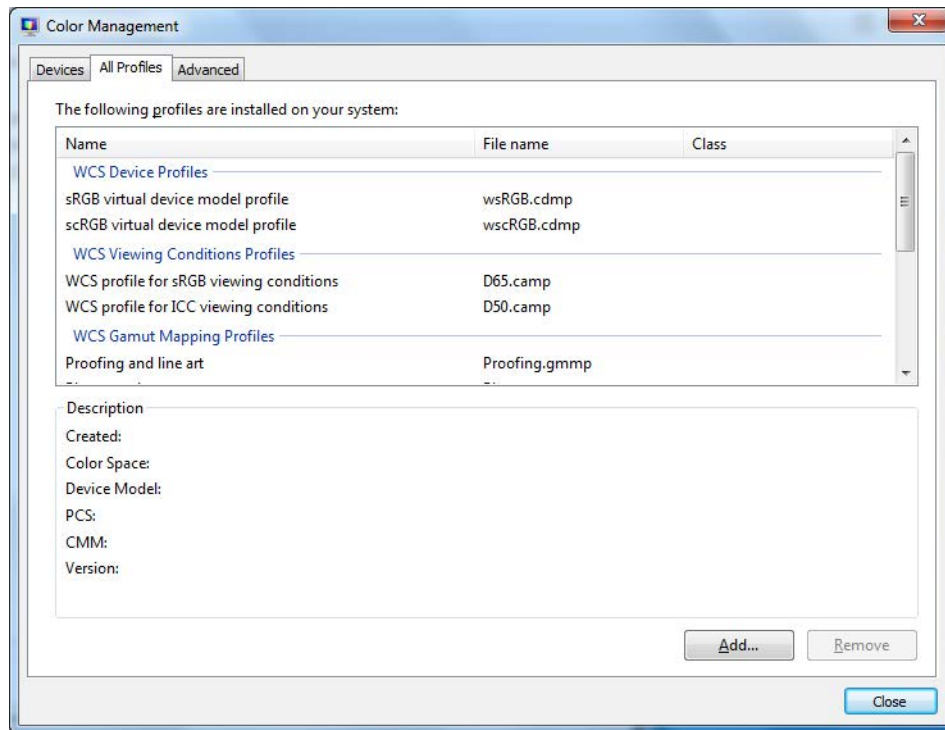 Color Management
Devices All Profiles Advanced
The following profiles are installed on your system:
Name File name Class
WCS Device Profiles
sRGB virtual device model profile wsRGB.cdmp
scRGB virtual device model profile wscRGB.cdmp
WCS Viewing Conditions Profiles
WCS profile for sRGB viewing conditions D65.camp
WCS profile for ICC viewing conditions D50.camp
WCS Gamut Mapping Profiles
Proofing and line art Proofing.gmmp
Description
Created:
Color Space:
Device Model:
PCS:
CMM:
Version:
Add... Remove
Close